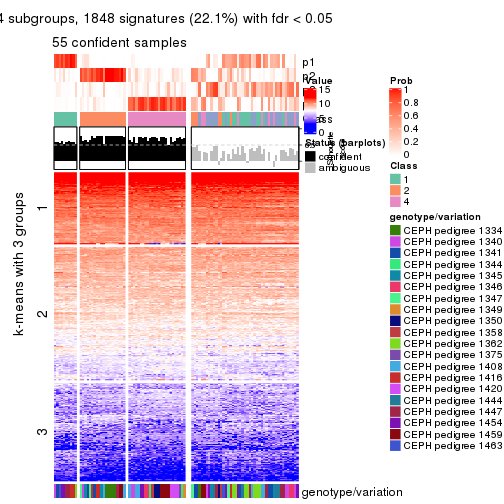 4 subgroups, 1848 signatures (22.1%) with fdr < 0.05
55 confident samples
p1
p2
Value
15
10
5
0
Status (barplots)
confident
ambiguous
k-means with 3 groups
1
2
3
genotype/variation
Prob
1
0.8
0.6
0.4
0.2
0
Class
1
2
4
genotype/variation
CEPH pedigree 1334
CEPH pedigree 1340
CEPH pedigree 1341
CEPH pedigree 1344
CEPH pedigree 1345
CEPH pedigree 1346
CEPH pedigree 1347
CEPH pedigree 1349
CEPH pedigree 1350
CEPH pedigree 1358
CEPH pedigree 1362
CEPH pedigree 1375
CEPH pedigree 1408
CEPH pedigree 1416
CEPH pedigree 1420
CEPH pedigree 1444
CEPH pedigree 1447
CEPH pedigree 1454
CEPH pedigree 1459
CEPH pedigree 1463